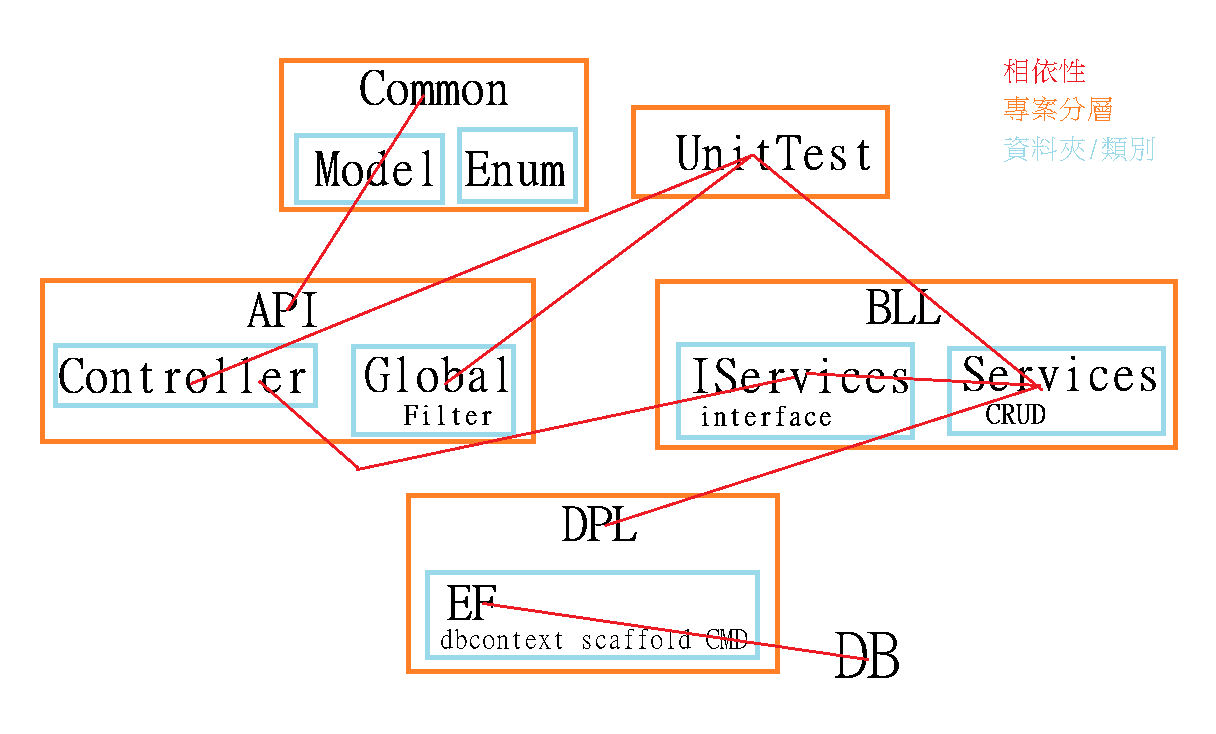 Common
Model
Enum
UnitTest
相依性
專案分層
資料夾/類別
API
Controller
Global
Filter
BLL
IServices
interface
Services
CRUD
DPL
EF
dbcontext scaffold CMD
DB